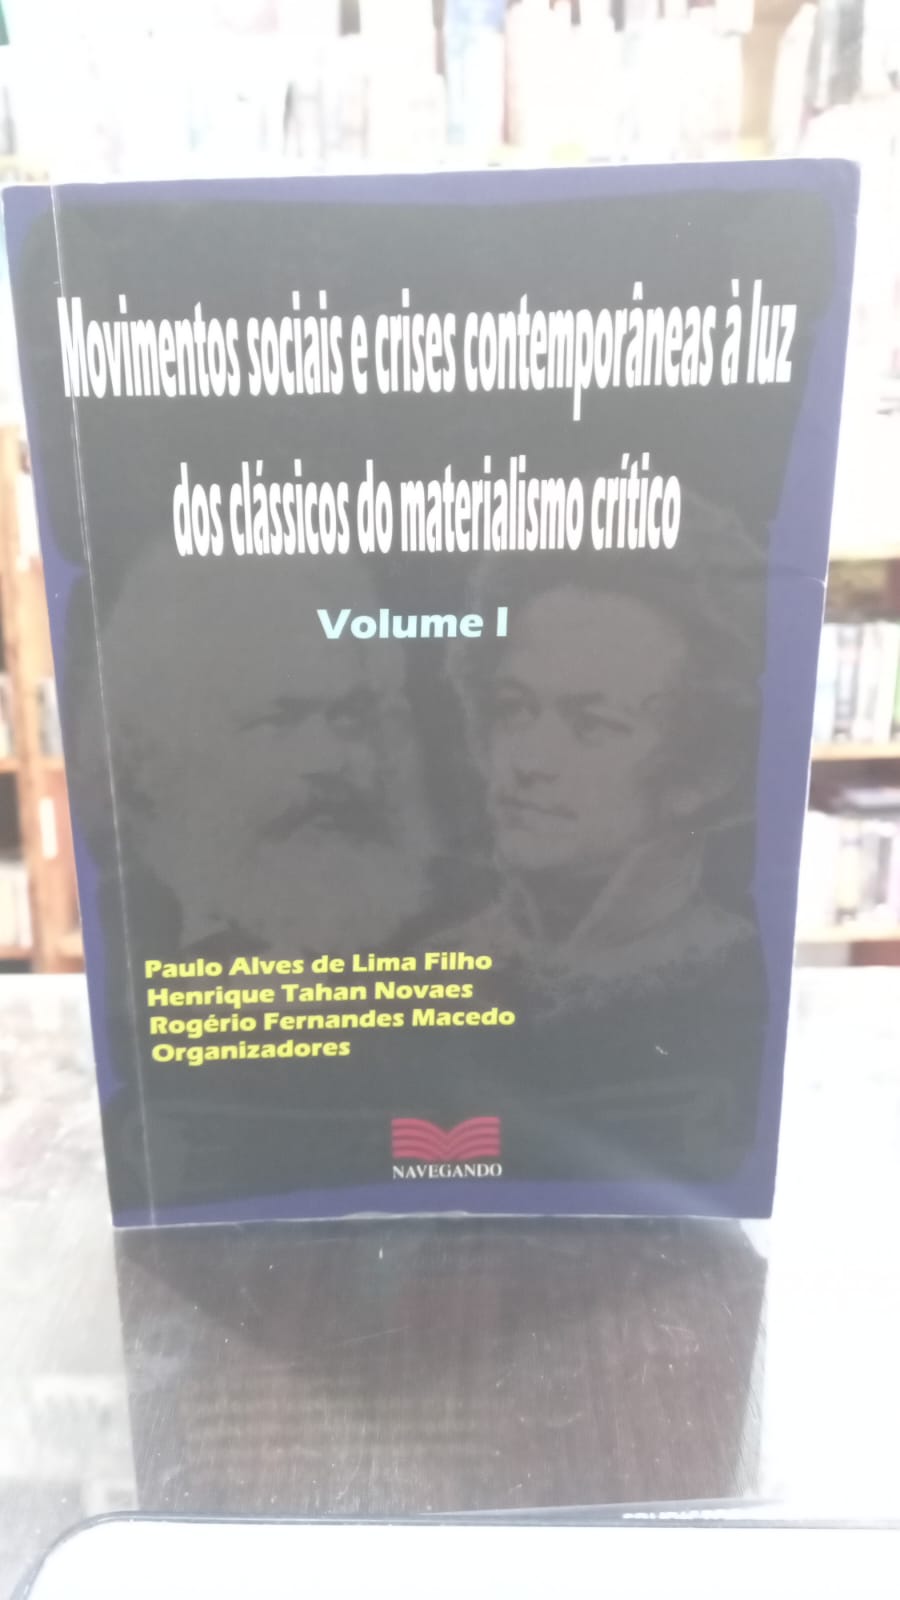 Movimentos sociais e crises contemporâneas à luz
dos clássicos do materialismo crítico
Volume I
Paulo Alves de Lima Filho
Henrique Tahan Novaes
Rogério Fernandes Macedo
Organizadores
NAVEGANDO